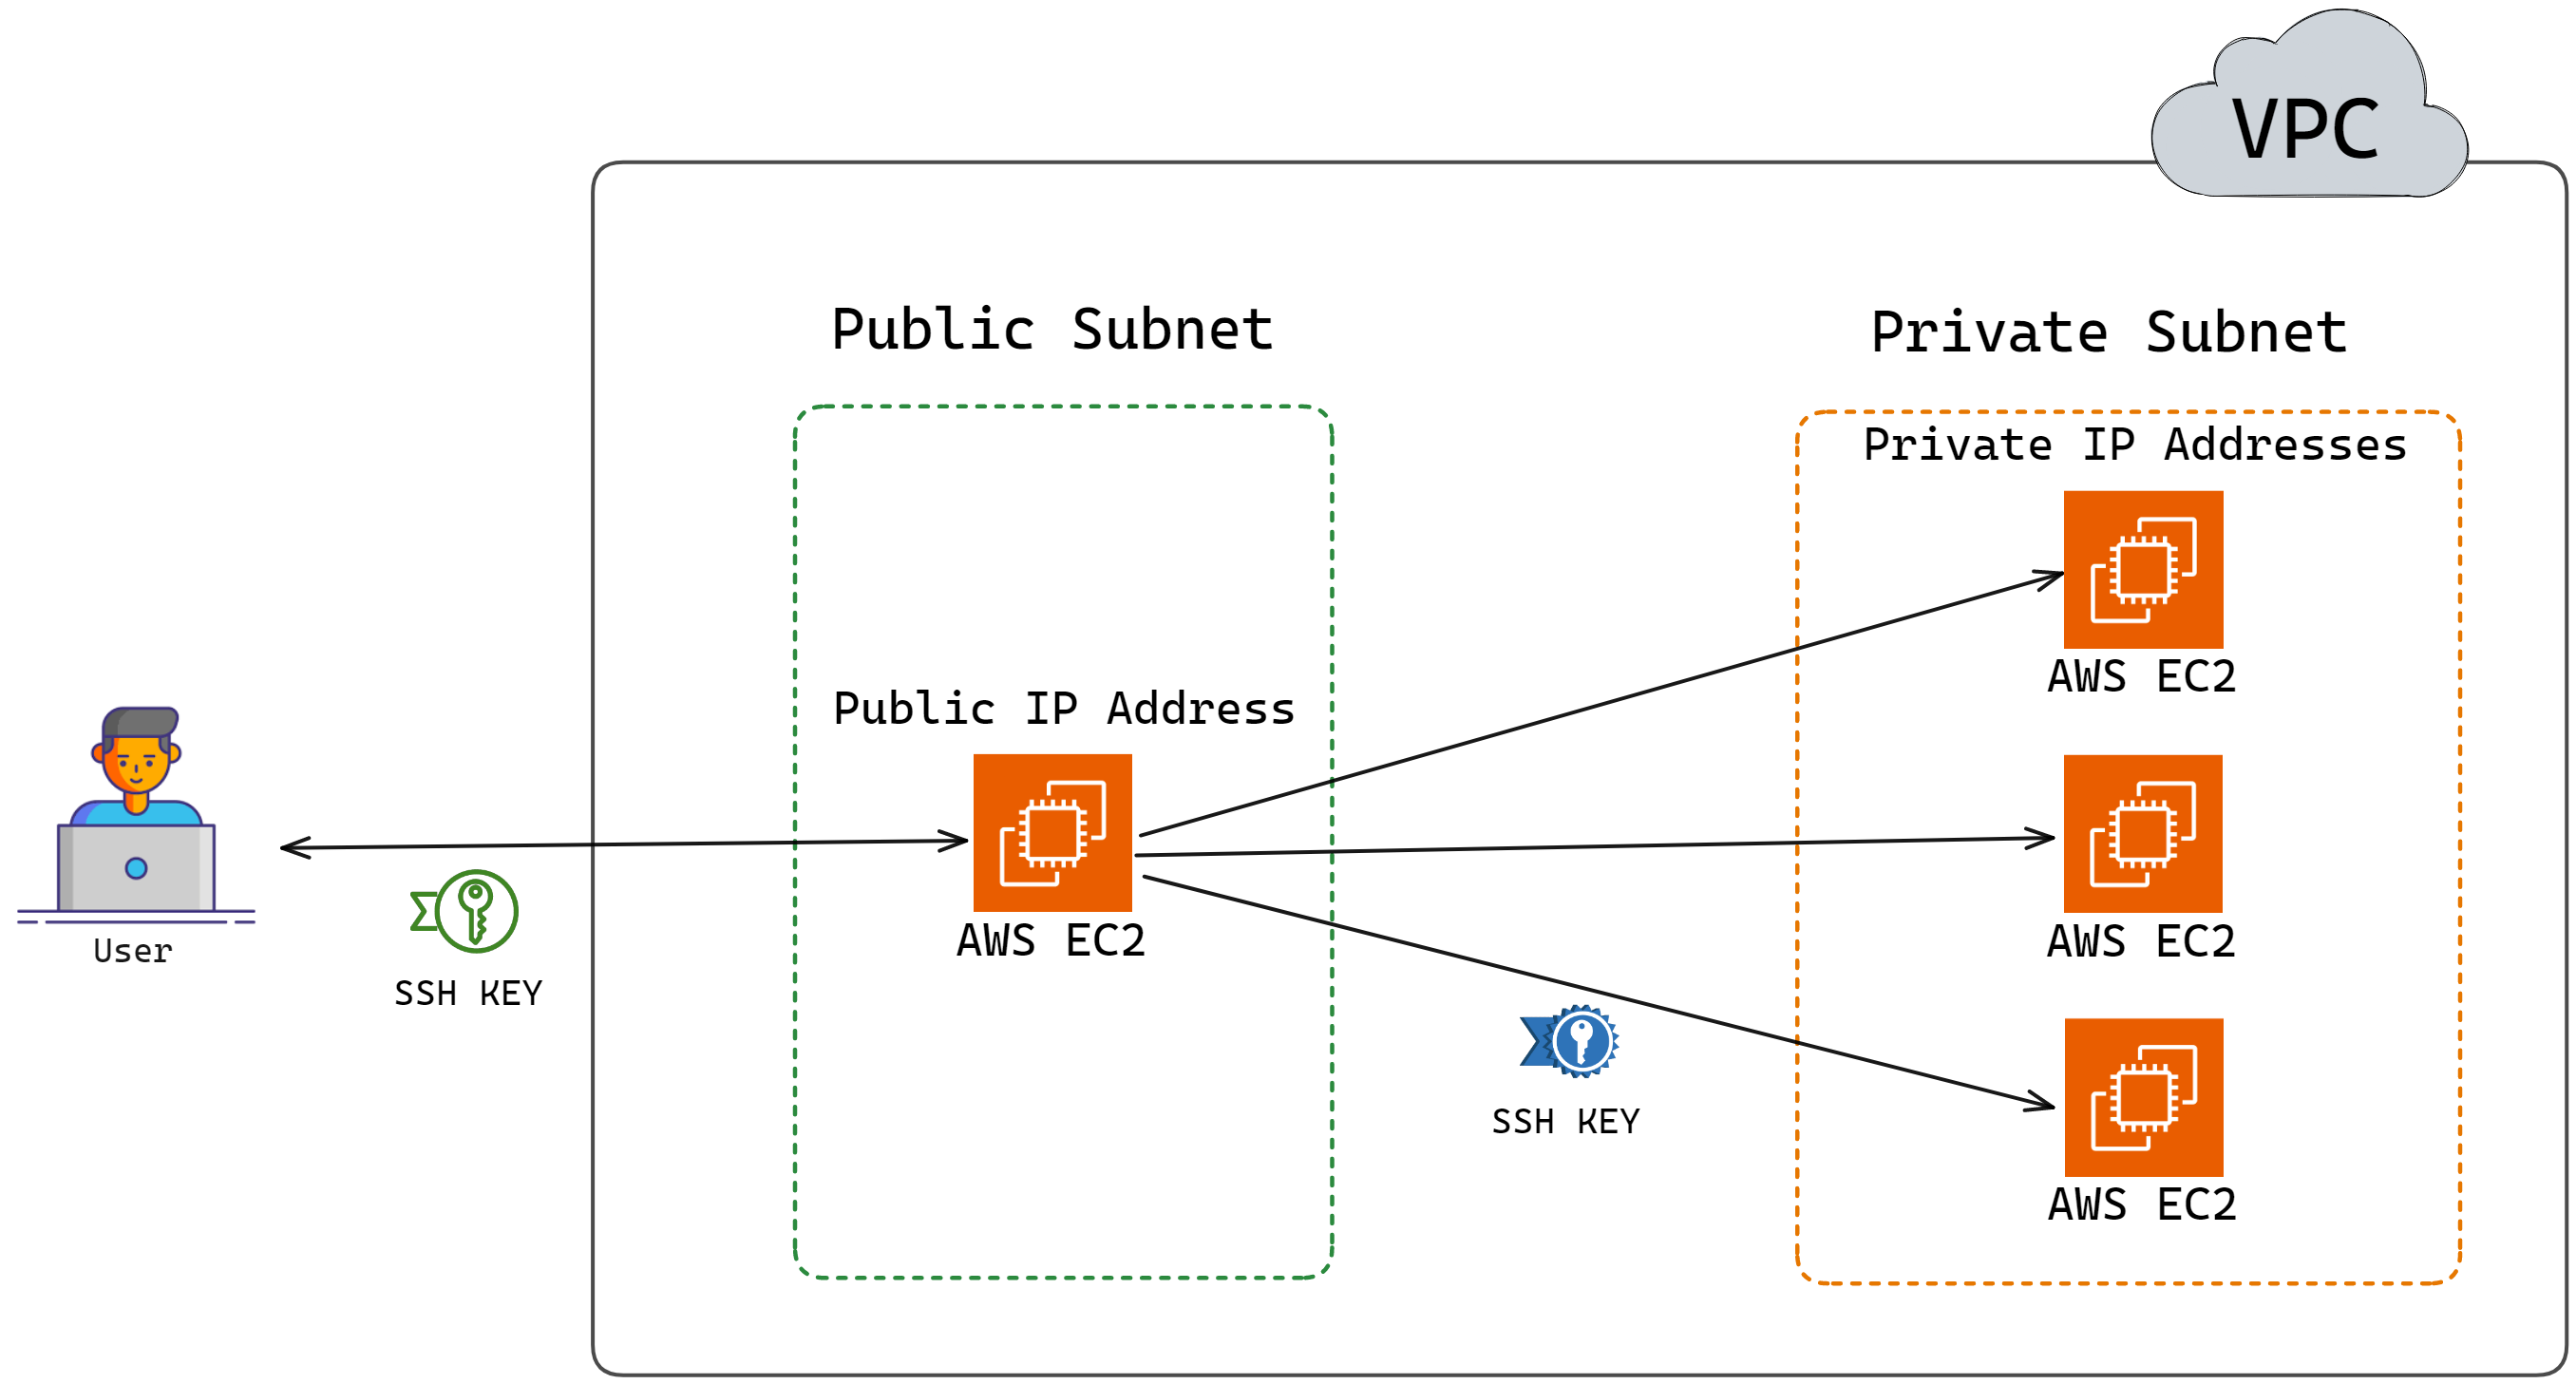 VPC
Public Subnet
Private Subnet
Private IP Addresses
AWS EC2
Public IP Address
AWS EC2
AWS EC2
User
SSH KEY
SSH KEY
AWS EC2